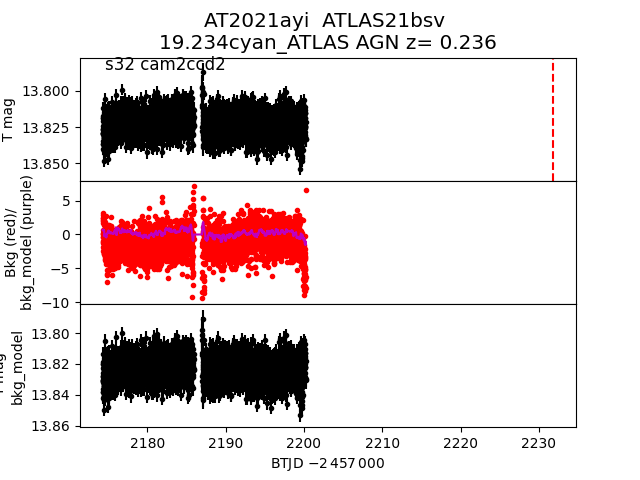 AT2021ayi  ATLAS21bsv
19.234cyan_ATLAS AGN z= 0.236
s32 cam2ccd2
13.800
13.825
13.850
T mag
5
0
−5
−10
Bkg (red)/
bkg_model (purple)
13.80
13.82
13.84
13.86
bkg_model
2180
2190
2200
2210
2220
2230
BTJD −2 457 000